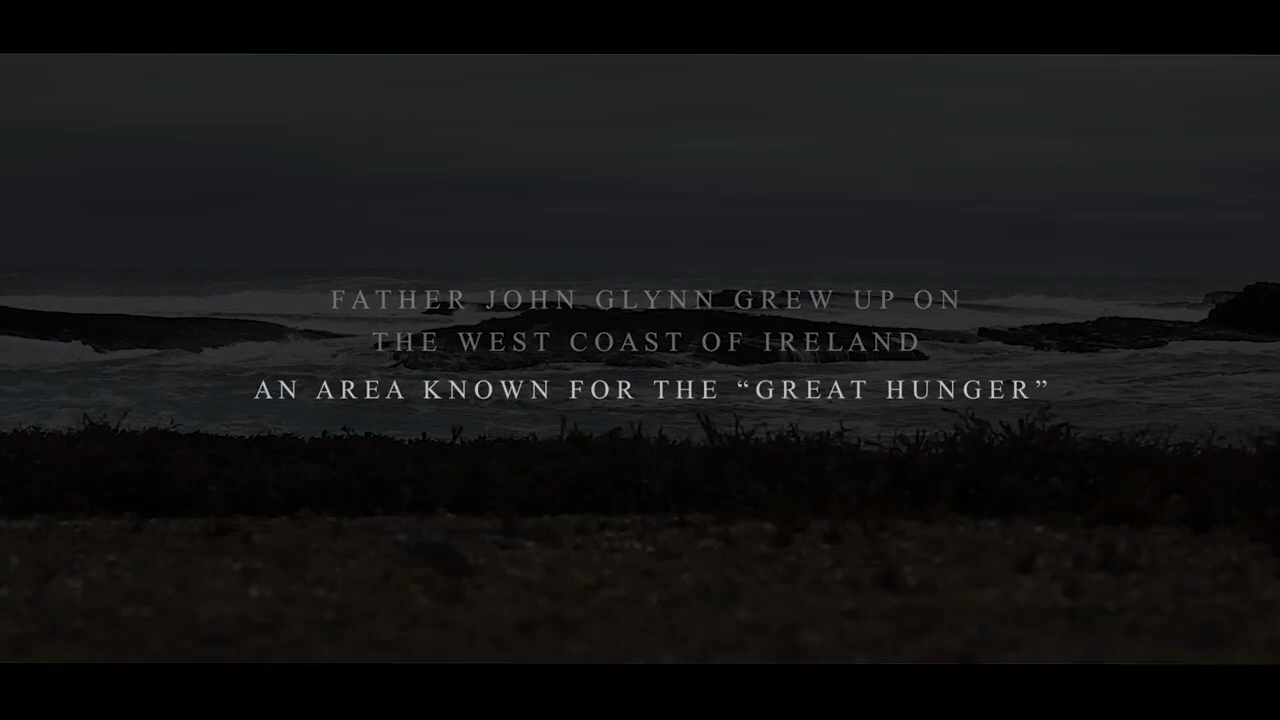 FATHER JOHN GLYNN GREW UP ON
THE WEST COAST OF IRELAND
AN AREA KNOWN FOR THE “GREAT HUNGER”